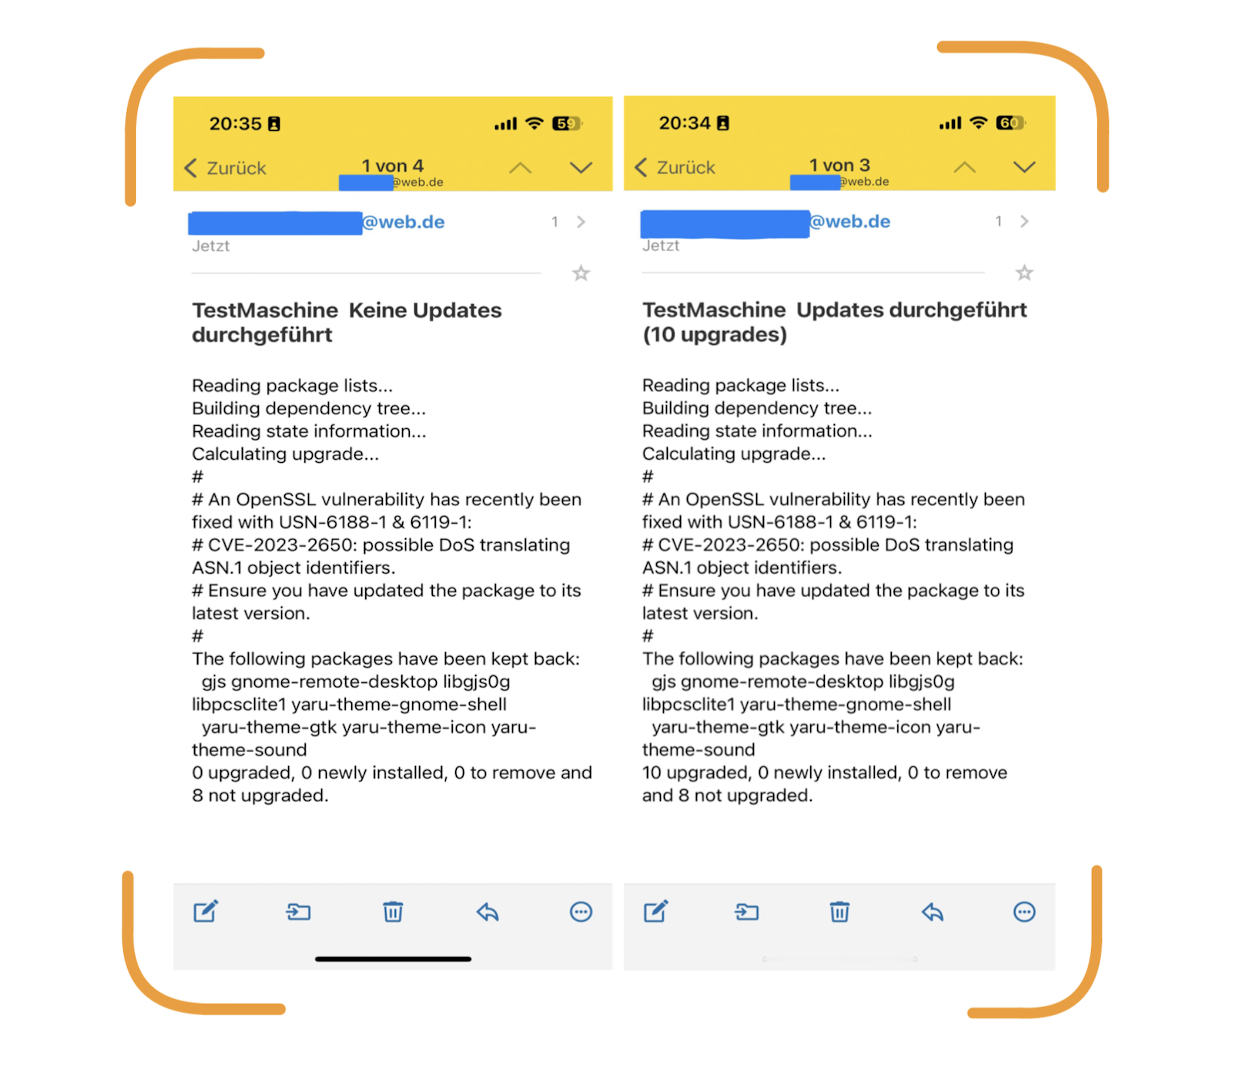 20:35
59
Zurück
1 von 4
@web.de
@web.de
1
Jetzt
TestMaschine  Keine Updates
durchgeführt
Reading package lists...
Building dependency tree...
Reading state information...
Calculating upgrade...
#
# An OpenSSL vulnerability has recently been
fixed with USN-6188-1 & 6119-1:
# CVE-2023-2650: possible DoS translating
ASN.1 object identifiers.
# Ensure you have updated the package to its
latest version.
#
The following packages have been kept back:
gjs gnome-remote-desktop libgjs0g
libpcsclite1 yaru-theme-gnome-shell
yaru-theme-gtk yaru-theme-icon yaru-
theme-sound
0 upgraded, 0 newly installed, 0 to remove and
8 not upgraded.
20:34
60
Zurück
1 von 3
@web.de
@web.de
1
Jetzt
TestMaschine  Updates durchgeführt
(10 upgrades)
Reading package lists...
Building dependency tree...
Reading state information...
Calculating upgrade...
#
# An OpenSSL vulnerability has recently been
fixed with USN-6188-1 & 6119-1:
# CVE-2023-2650: possible DoS translating
ASN.1 object identifiers.
# Ensure you have updated the package to its
latest version.
#
The following packages have been kept back:
gjs gnome-remote-desktop libgjs0g
libpcsclite1 yaru-theme-gnome-shell
yaru-theme-gtk yaru-theme-icon yaru-
theme-sound
10 upgraded, 0 newly installed, 0 to remove
and 8 not upgraded.